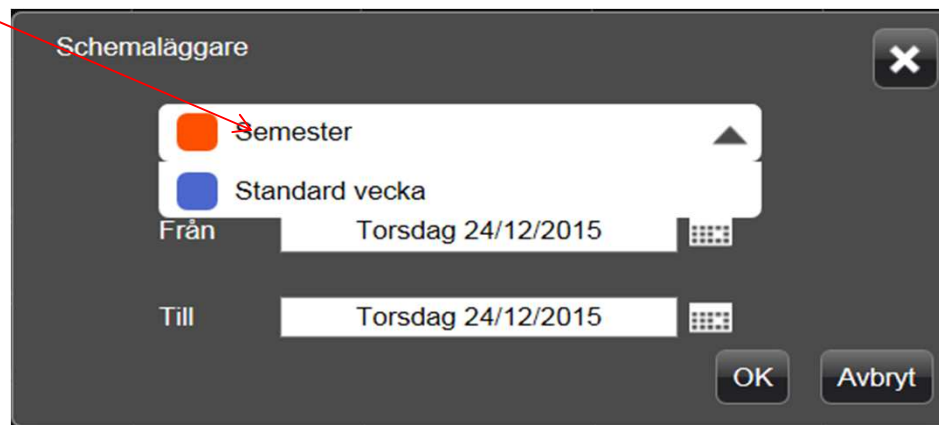 Schemaläggare
Semester
Standard vecka
Från Torsdag 24/12/2015
Till Torsdag 24/12/2015
OK Avbryt